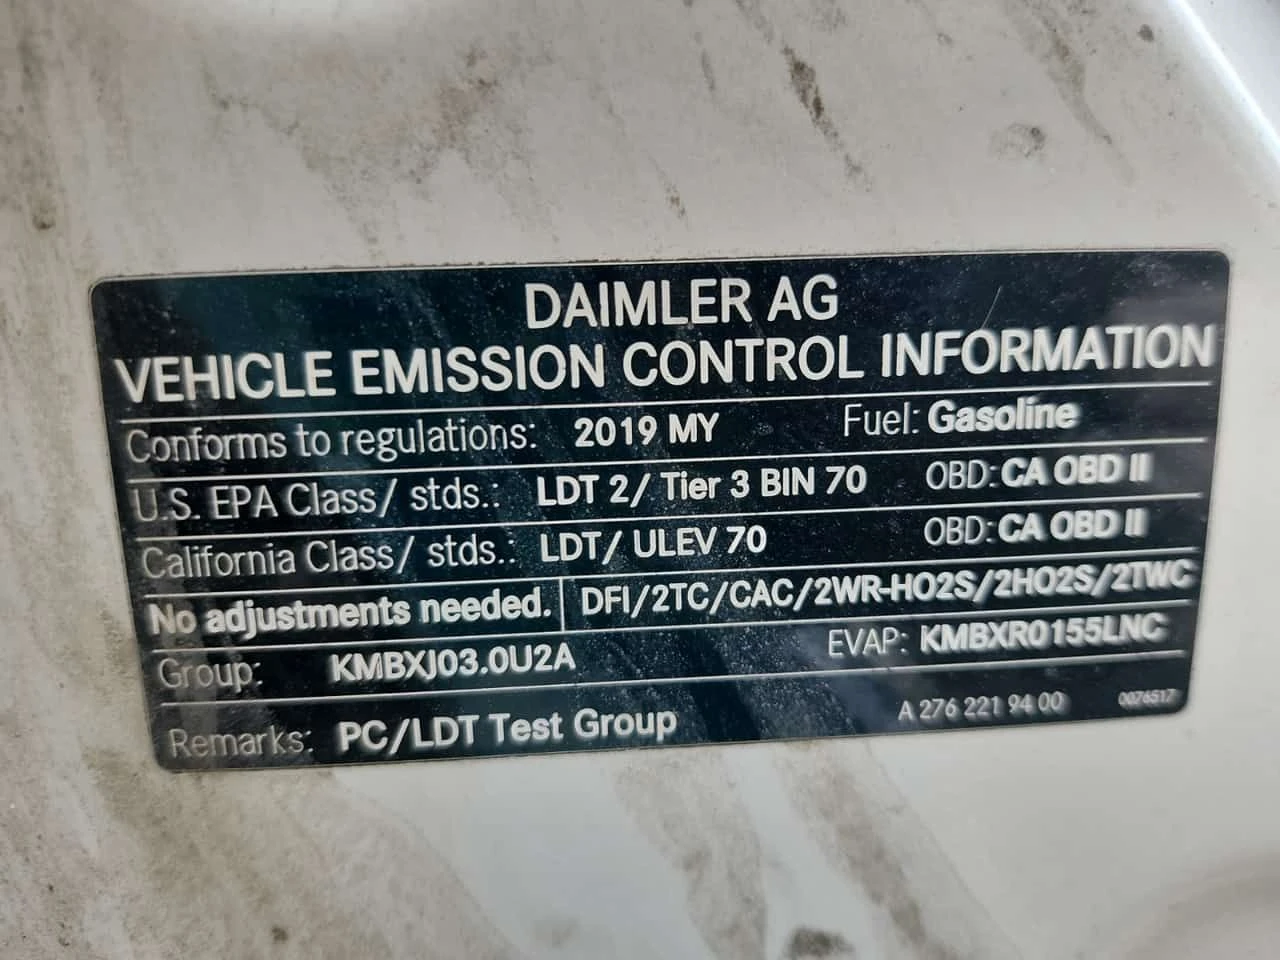 DAIMLER AG
VEHICLE EMISSION CONTROL INFORMATION
Conforms to regulations: 2019 MY Fuel: Gasoline
U.S. EPA Class/ stds.: LDT 2/ Tier 3 BIN 70 OBD: CA OBD II
California Class/ stds.: LDT/ ULEV 70 OBD: CA OBD II
No adjustments needed. DFI/2TC/CAC/2WR-HO2S/2HO2S/2TWC
Group: KMBXJ03.0U2A EVAP: KMBXR0155LNC
Remarks: PC/LDT Test Group A 276 221 94 00 0076517